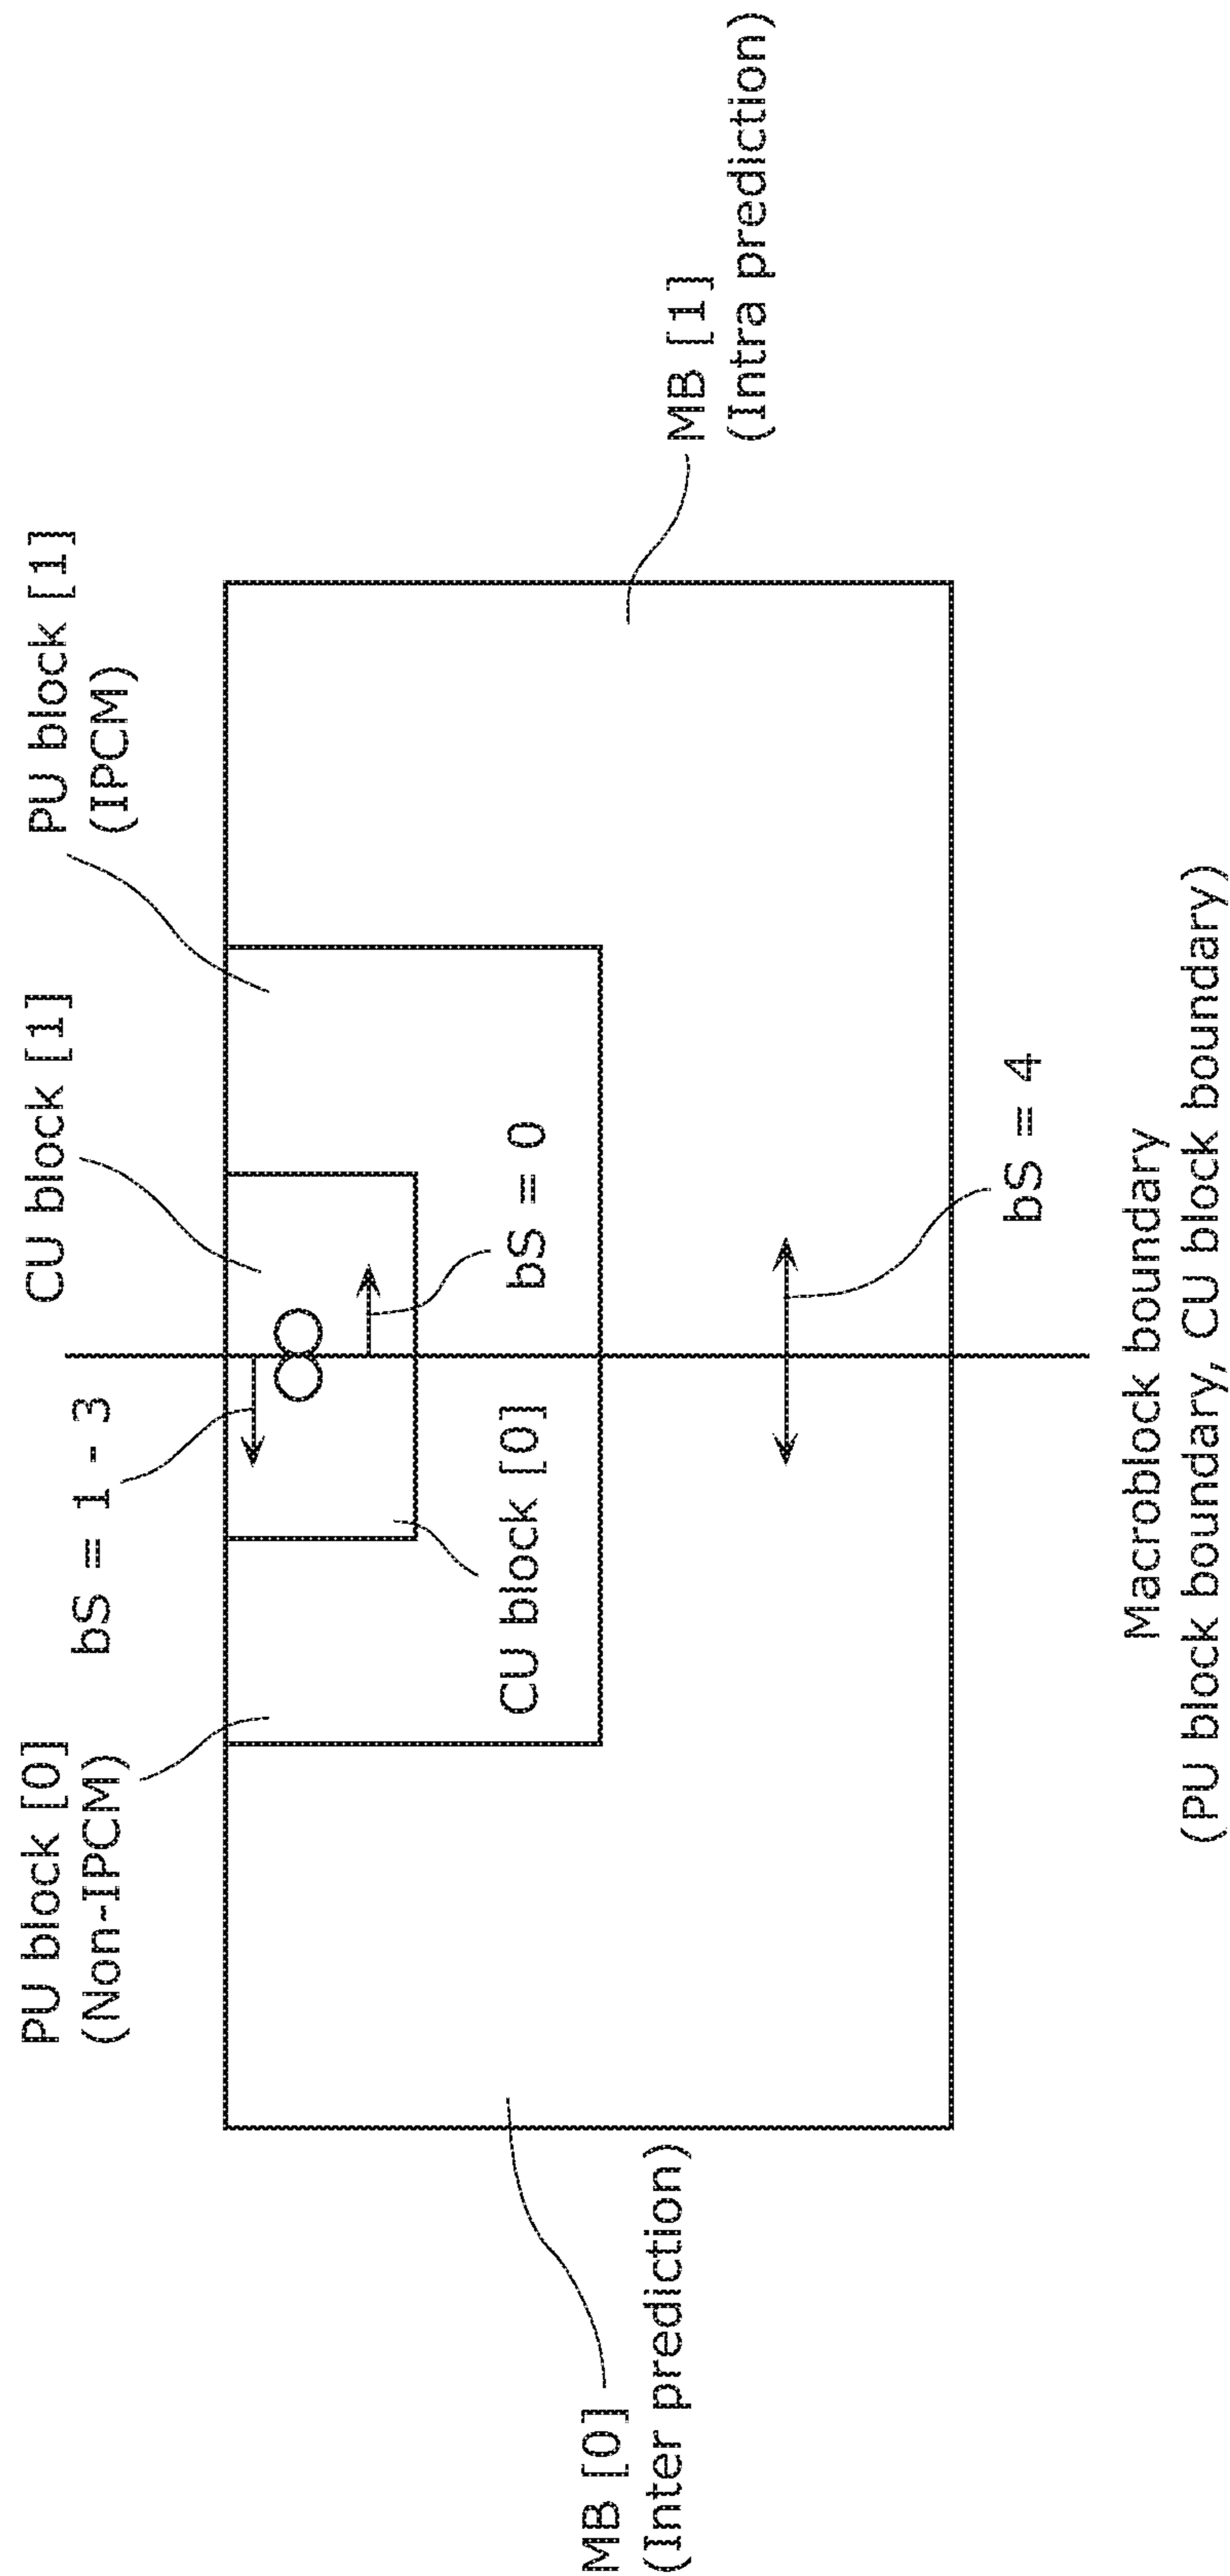 PU block [0]
(Non-IPCM)
bS = 1 - 3
CU block [1]
PU block [1]
(IPCM)
MB [0]
(Inter prediction)
CU block [0]
bS = 0
MB [1]
(Intra prediction)
bS = 4
Macroblock boundary
(PU block boundary, CU block boundary)